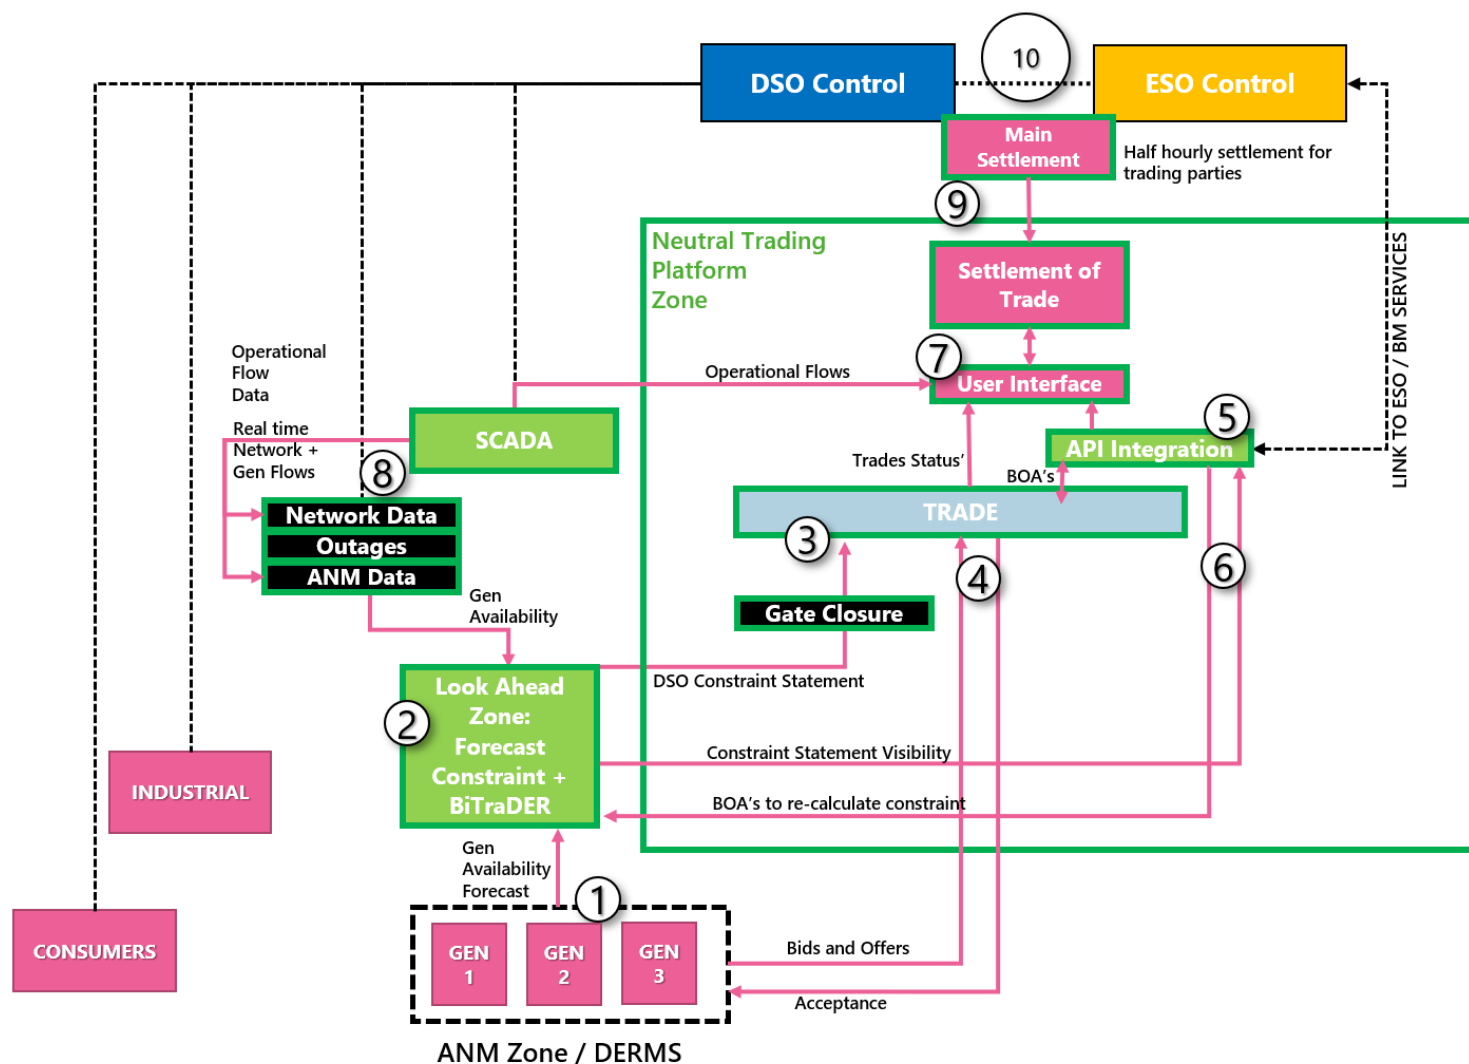 10
DSO Control
ESO Control
Main
Settlement
Half hourly settlement for
trading parties
9
Neutral Trading
Platform
Zone
Settlement of
Trade
LINK TO ESO / BM SERVICES
Operational
Flow
Data
7
Operational Flows
User Interface
5
SCADA
Real time
Network +
Gen Flows
API Integration
Trades Status’
BOA’s
8
Network Data
Outages
ANM Data
TRADE
3
4
6
Gen
Availability
Gate Closure
Look Ahead
Zone:
Forecast
Constraint +
BiTraDER
2
DSO Constraint Statement
Constraint Statement Visibility
BOA’s to re-calculate constraint
INDUSTRIAL
Gen
Availability
Forecast
1
CONSUMERS
GEN
1
GEN
2
GEN
3
Bids and Offers
Acceptance
ANM Zone / DERMS